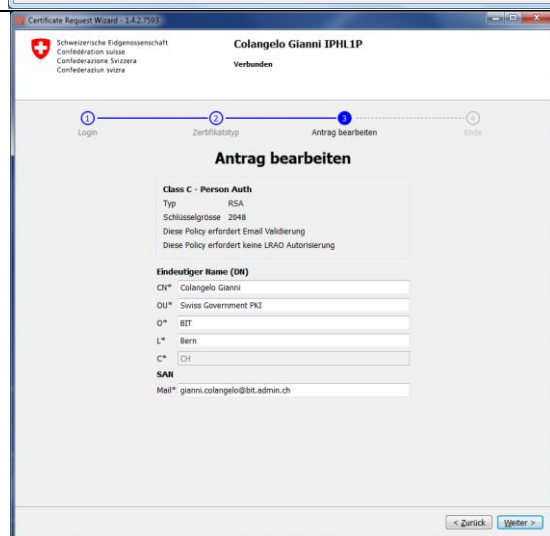 Certificate Request Wizard - 1.4.2.7593
Schweizerische Eidgenossenschaft
Confédération suisse
Confederazione Svizzera
Confederaziun svizra
Colangelo Gianni IPHL1P
Verbunden
1 2 3 4
Login Zertifikatstyp Antrag bearbeiten Ende
Antrag bearbeiten
Class C - Person Auth
Typ RSA
Schlüsselgrösse 2048
Diese Policy erfordert Email Validierung
Diese Policy erfordert keine LRAO Autorisierung
Eindeutiger Name (DN)
CN* Colangelo Gianni
OU* Swiss Government PKI
O* BIT
L* Bern
C* CH
SAN
Mail* gianni.colangelo@bit.admin.ch
< Zurück Weiter >